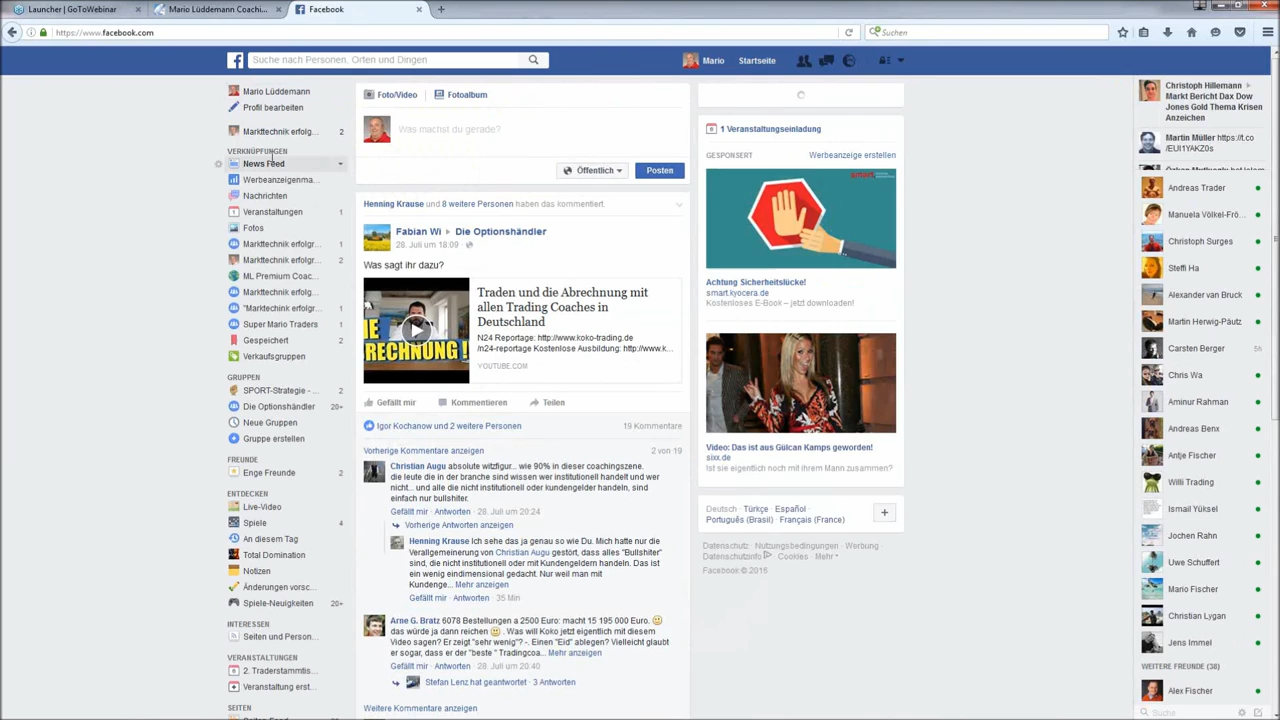 Launcher | GoToWebinar
Mario Lüddemann Coachi...
Facebook
https://www.facebook.com
Suchen
Suche nach Personen, Orten und Dingen
Mario
Startseite
Mario Lüddemann
Profil bearbeiten
Markttechnik erfolg... 2
VERKNÜPFUNGEN
News Feed
Werbeanzeigenma...
Nachrichten
Veranstaltungen 1
Fotos
Markttechnik erfolgr... 1
Markttechnik erfolgr... 2
ML Premium Coac...
Markttechnik erfolg...
"Marktechink erfolg... 1
Super Mario Traders 1
Gespeichert 2
Verkaufsgruppen
GRUPPEN
SPORT-Strategie - ... 2
Die Optionshändler 20+
Neue Gruppen
Gruppe erstellen
FREUNDE
Enge Freunde 2
ENTDECKEN
Live-Video
Spiele 4
An diesem Tag
Total Domination
Notizen
Änderungen vorsc...
Spiele-Neuigkeiten 20+
INTERESSEN
Seiten und Person...
VERANSTALTUNGEN
2. Traderstammtis...
Veranstaltung erst...
SEITEN
Foto/Video
Fotoalbum
Was machst du gerade?
Öffentlich
Posten
Henning Krause und 8 weitere Personen haben das kommentiert.
Fabian Wi ▸ Die Optionshändler
28. Juli um 18:09
Was sagt ihr dazu?
Traden und die Abrechnung mit
allen Trading Coaches in
Deutschland
N24 Reportage: http://www.koko-trading.de
/n24-reportage Kostenlose Ausbildung: http://www.k...
YOUTUBE.COM
Gefällt mir
Kommentieren
Teilen
Igor Kochanow und 2 weitere Personen
19 Kommentare
Vorherige Kommentare anzeigen
2 von 19
Christian Augu absolute witzfigur... wie 90% in dieser coachingszene.
die leute die in der branche sind wissen wer institutionell handelt und wer
nicht... und alle die nicht institutionell oder kundengelder handeln, sind
einfach nur bullshiter.
Gefällt mir · Antworten · 28. Juli um 20:24
Vorherige Antworten anzeigen
Henning Krause Ich sehe das ja genau so wie Du. Mich hatte nur die
Verallgemeinerung von Christian Augu gestört, dass alles "Bullshiter"
sind, die nicht institutionell oder mit Kundengeldern handeln. Das ist
ein wenig eindimensional gedacht. Nur weil man mit
Kundenge... Mehr anzeigen
Gefällt mir · Antworten · 35 Min
Arne G. Bratz 6078 Bestellungen a 2500 Euro: macht 15 195 000 Euro.
das würde ja dann reichen. Was will Koko jetzt eigentlich mit diesem
Video sagen? Er zeigt "sehr wenig"? -. Einen "Eid" ablegen? Vielleicht glaubt
er sogar, dass er der "beste " Tradingcoa... Mehr anzeigen
Gefällt mir · Antworten · 28. Juli um 20:40
Stefan Lenz hat geantwortet · 3 Antworten
Weitere Kommentare anzeigen
1 Veranstaltungseinladung
GESPONSERT
Werbeanzeige erstellen
smart
Achtung Sicherheitslücke!
smart.kyocera.de
Kostenloses E-Book – jetzt downloaden!
Video: Das ist aus Gülcan Kamps geworden!
sixx.de
Ist sie eigentlich noch mit ihrem Mann zusammen?
Deutsch · Türkçe · Español ·
Português (Brasil) · Français (France)
Datenschutz · Nutzungsbedingungen · Werbung
Datenschutzinfo · Cookies · Mehr
Facebook © 2016
Christoph Hillemann ▸
Markt Bericht Dax Dow
Jones Gold Thema Krisen
Anzeichen
Martin Müller https://t.co
/EUI1YAKZ0s
Andreas Trader
Manuela Völkel-Frö...
Christoph Surges
Steffi Ha
Alexander van Bruck
Martin Herwig-Päutz
Carsten Berger 5h
Chris Wa
Aminur Rahman
Andreas Benx
Antje Fischer
Willi Trading
Ismail Yüksel
Jochen Rahn
Uwe Schuffert
Mario Fischer
Christian Lygan
Jens Immel
WEITERE FREUNDE (38)
Alex Fischer
Suche